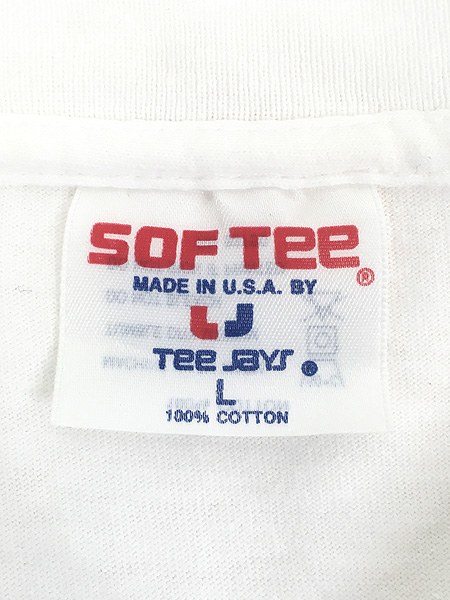 SOF TEE®
MADE IN U.S.A. BY
TEE JAYS®
L
100% COTTON